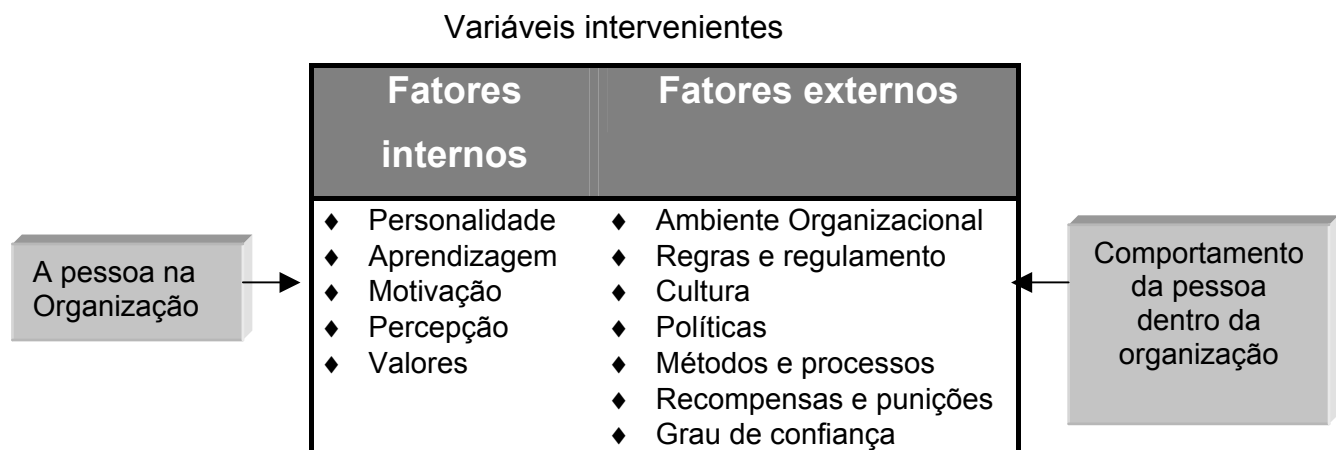 Variáveis intervenientes
Fatores
internos
Fatores externos
♦ Personalidade
♦ Aprendizagem
♦ Motivação
♦ Percepção
♦ Valores
♦ Ambiente Organizacional
♦ Regras e regulamento
♦ Cultura
♦ Políticas
♦ Métodos e processos
♦ Recompensas e punições
♦ Grau de confiança
A pessoa na
Organização
Comportamento
da pessoa
dentro da
organização